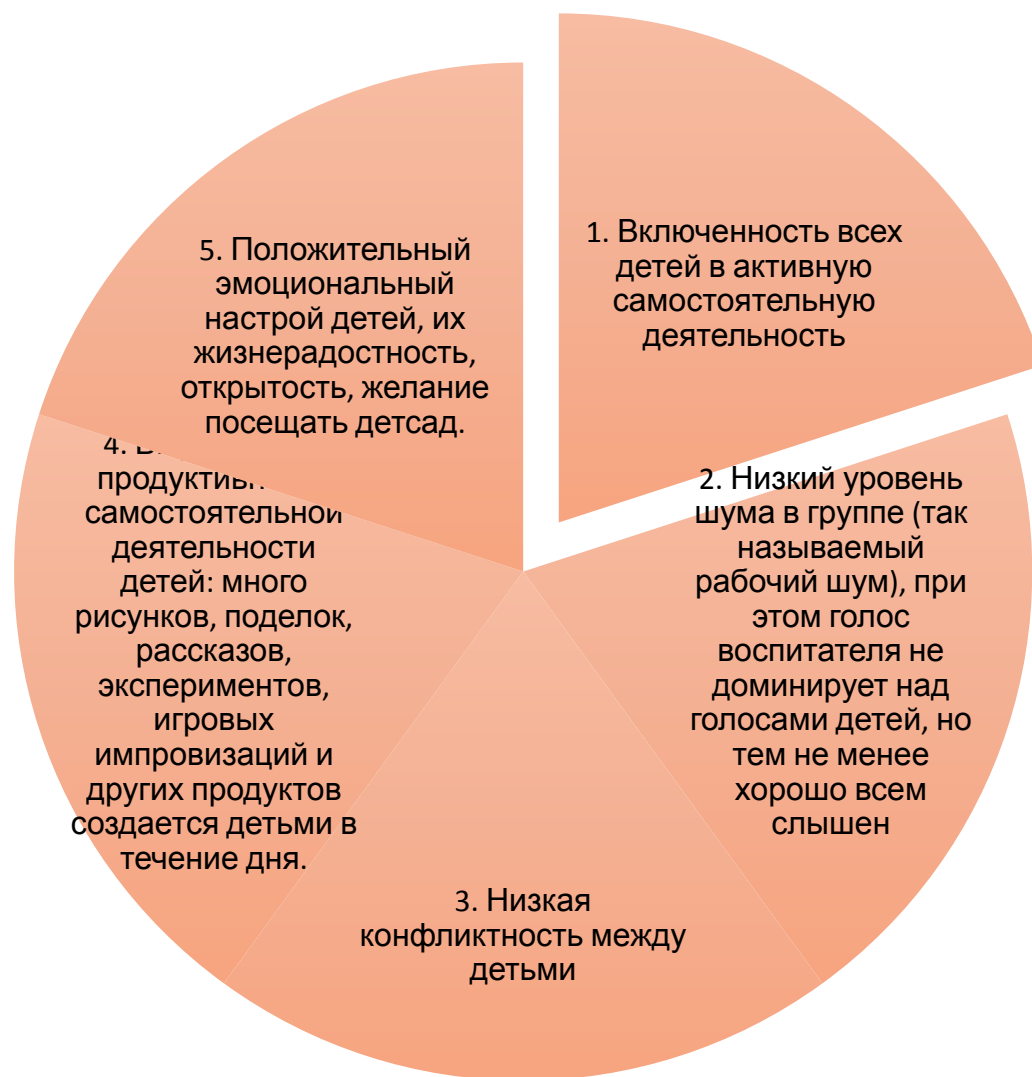 1. Включенность всех
детей в активную
самостоятельную
деятельность
2. Низкий уровень
шума в группе (так
называемый
рабочий шум), при
этом голос
воспитателя не
доминирует над
голосами детей, но
тем не менее
хорошо всем
слышен
3. Низкая
конфликтность между
детьми
4.
самостоятельной
деятельности
детей: много
рисунков, поделок,
рассказов,
экспериментов,
игровых
импровизаций и
других продуктов
создается детьми в
течение дня.
5. Положительный
эмоциональный
настрой детей, их
жизнерадостность,
открытость, желание
посещать детсад.